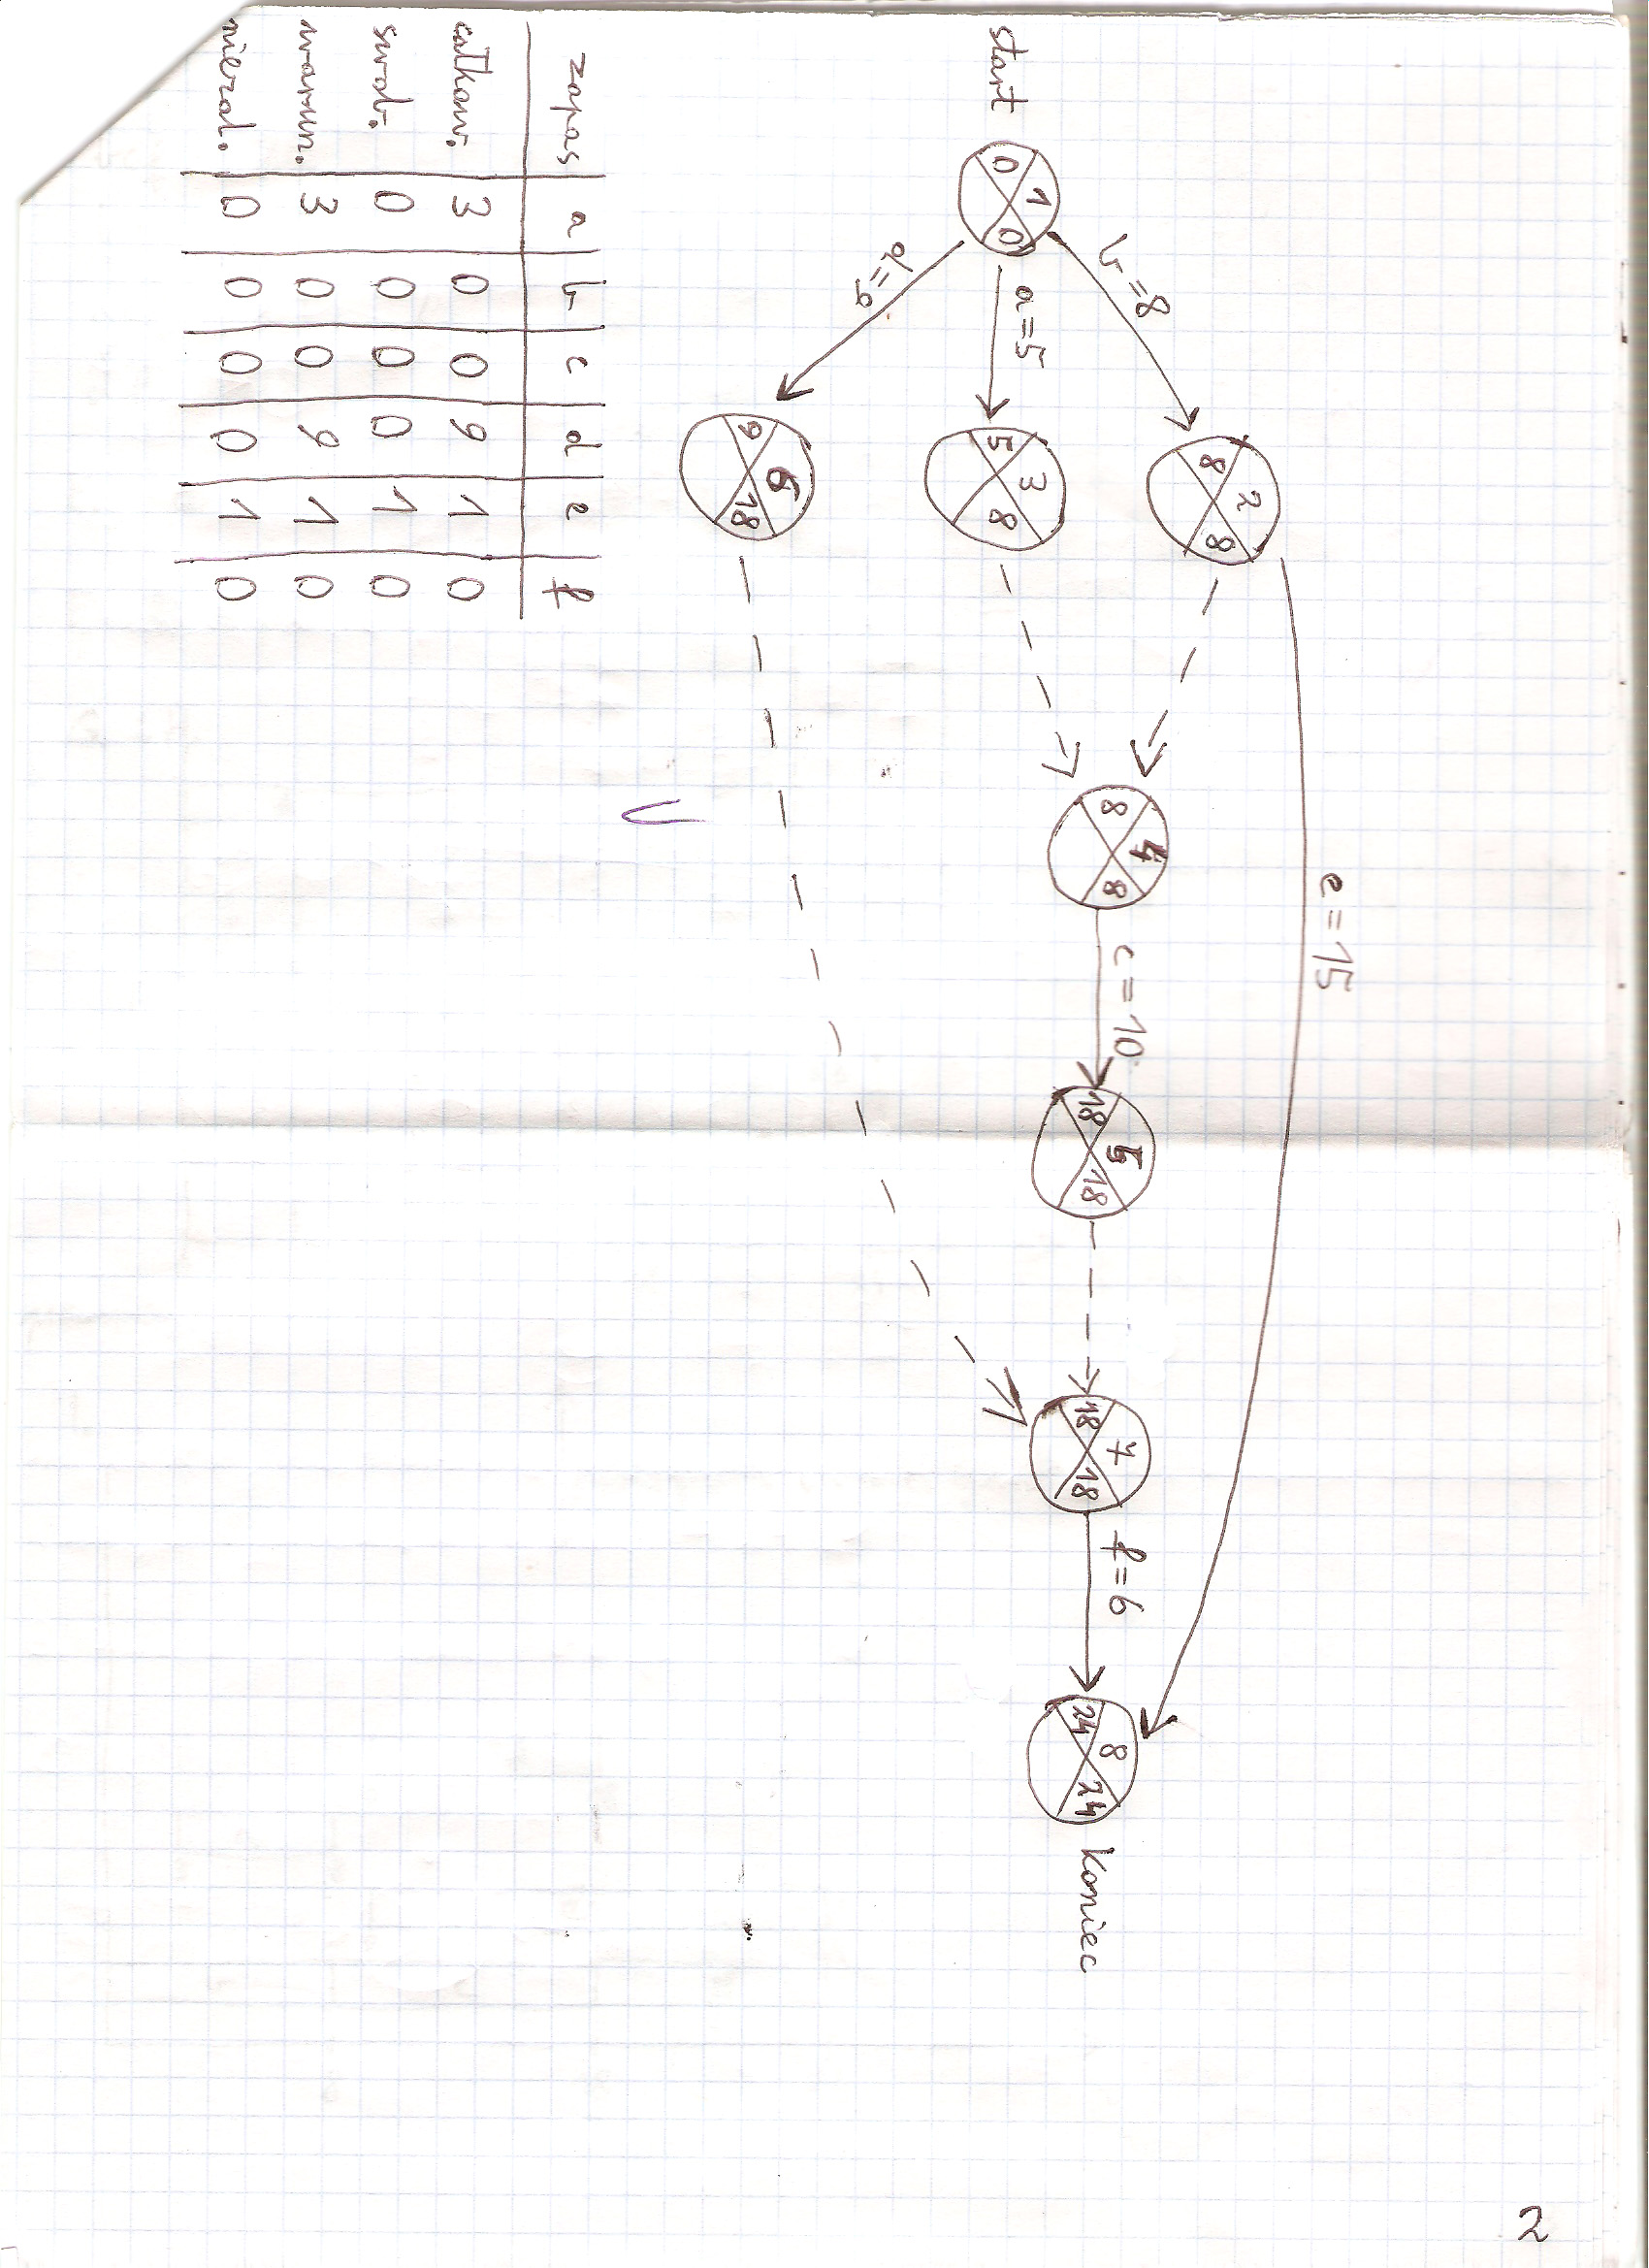 2
e = 15
b = 8
2
8
8
start
1
0
0
a = 5
3
5
8
4
8
8
c = 10
5
18
18
7
18
18
f = 6
8
24
24
koniec
d = 9
6
9
18
zapas a b c d e f
całkow. 3 0 0 9 1 0
swob. 0 0 0 0 1 0
warun. 3 0 0 9 1 0
niezal. 0 0 0 0 1 0